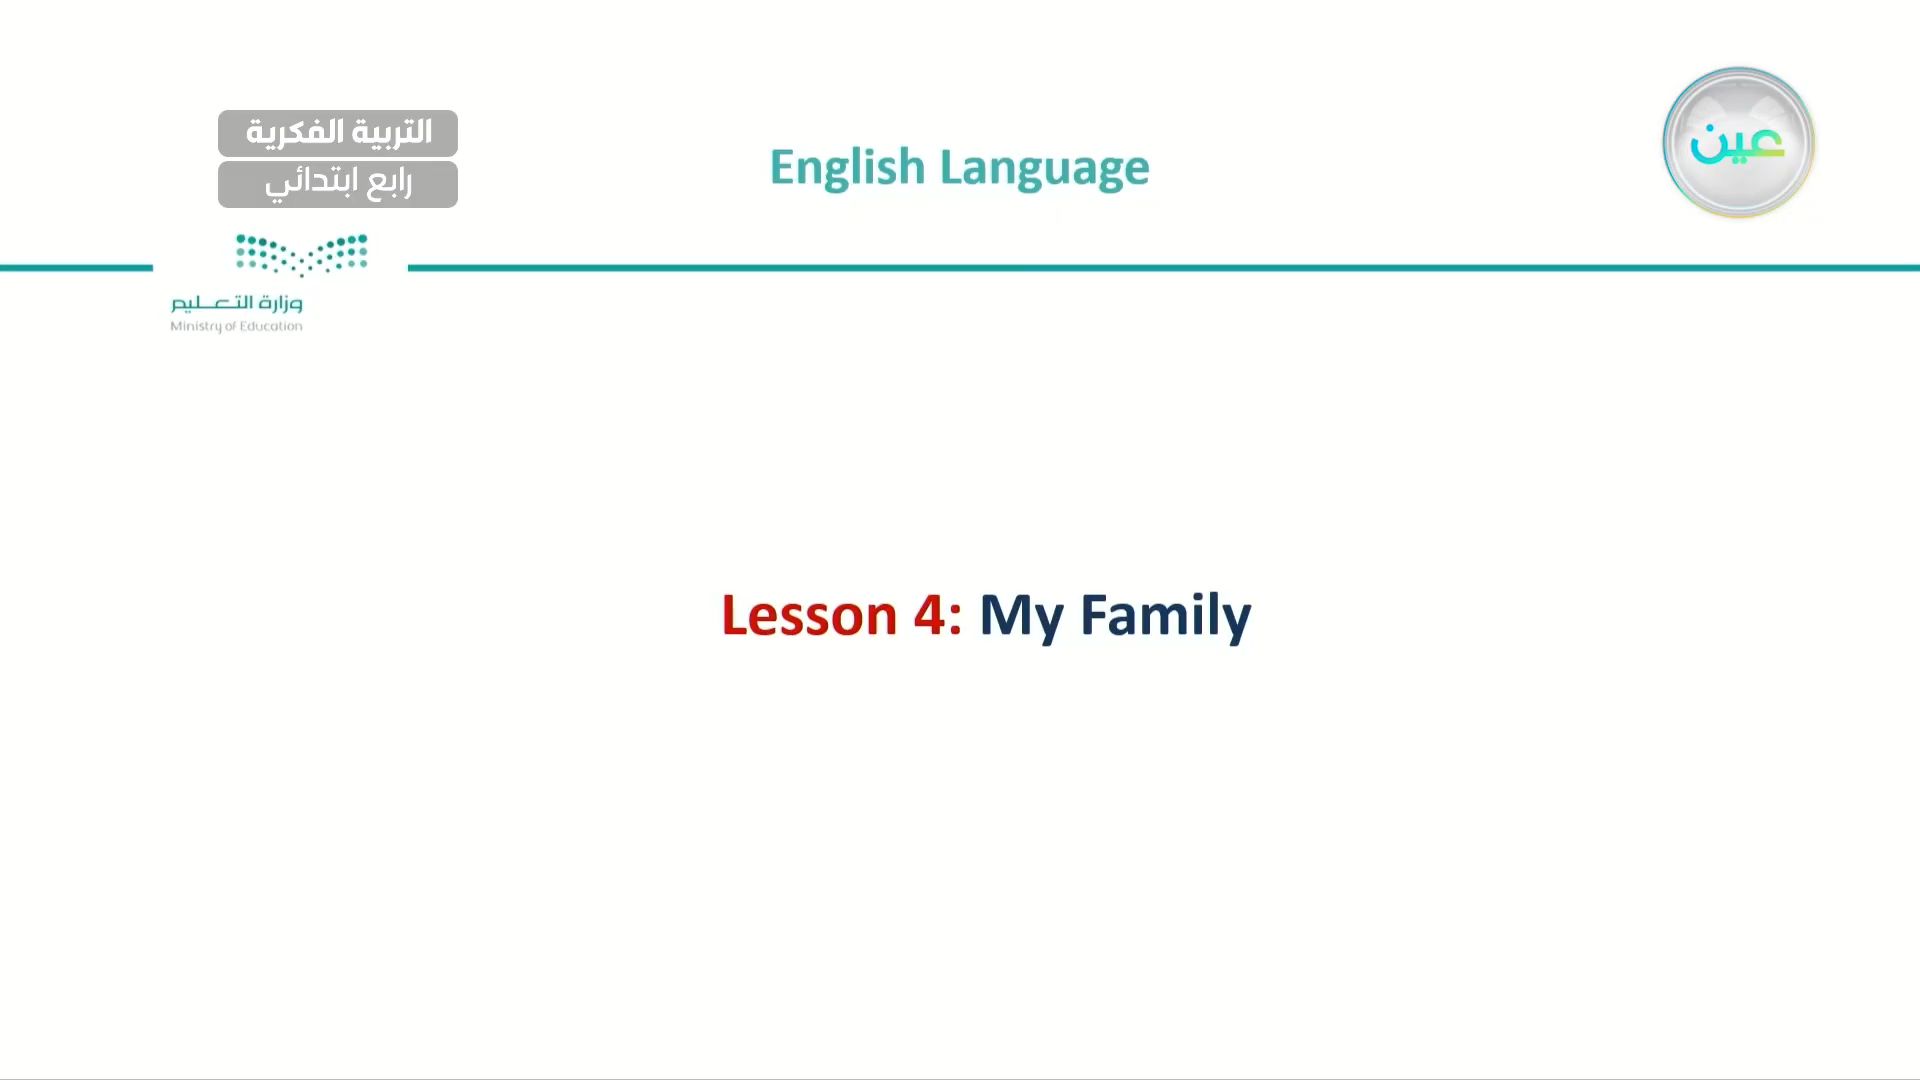 التربية الفكرية
رابع ابتدائي
English Language
عين
وزارة التعليم
Ministry of Education
Lesson 4: My Family